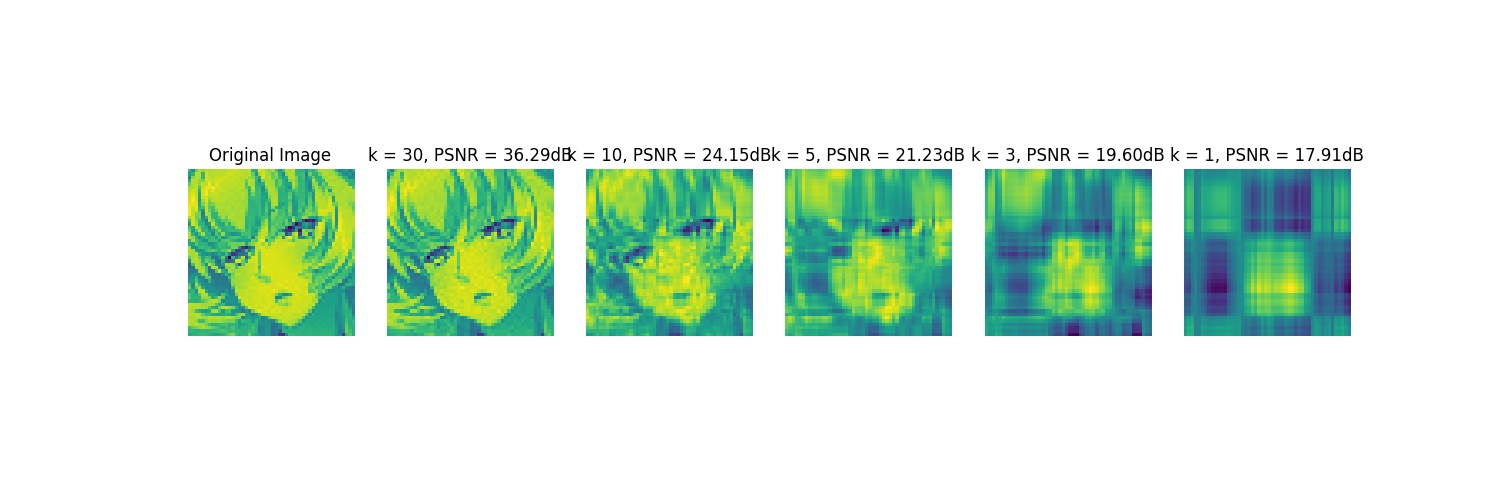 Original Image
k = 30, PSNR = 36.29dB
k = 10, PSNR = 24.15dB
k = 5, PSNR = 21.23dB
k = 3, PSNR = 19.60dB
k = 1, PSNR = 17.91dB